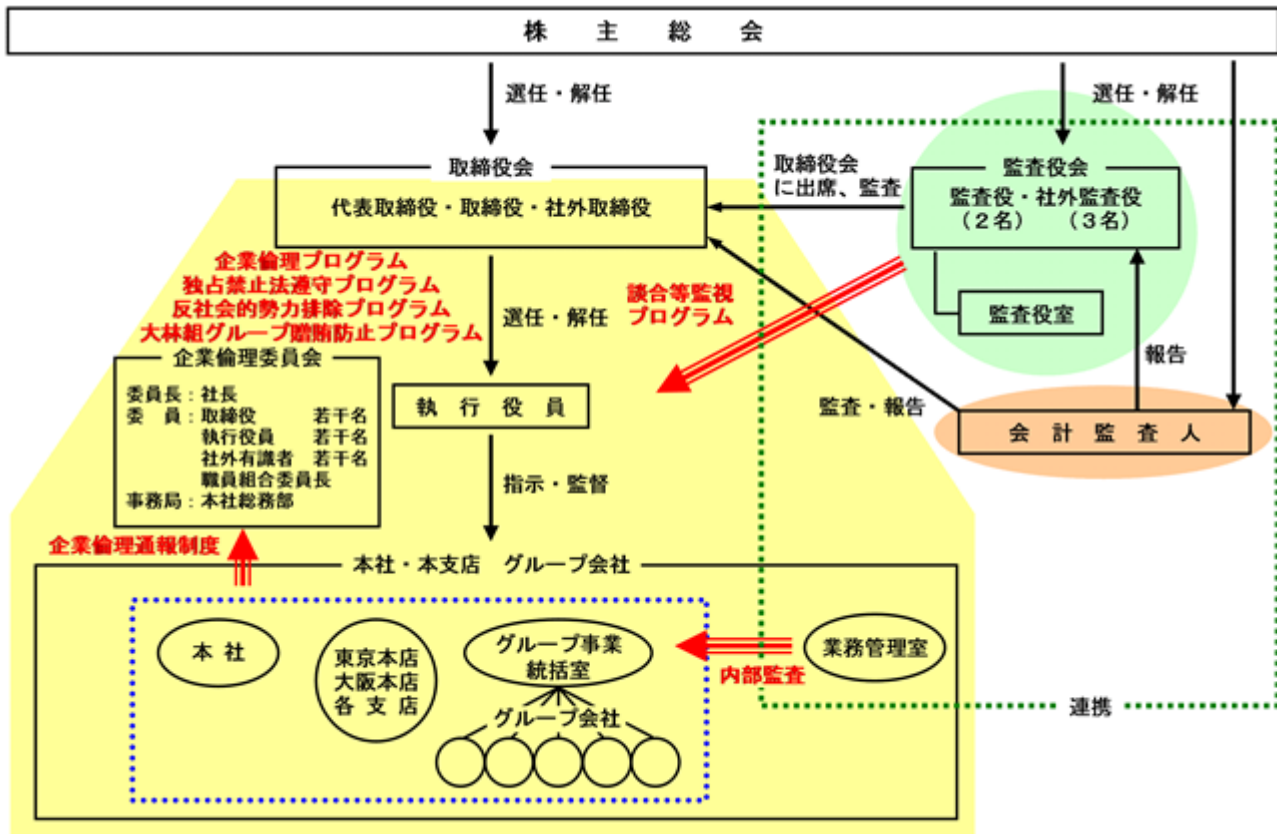 株 主 総 会
選任・解任
選任・解任
取締役会
代表取締役・取締役・社外取締役
取締役会
に出席、監査
監査役会
監査役・社外監査役
（２名） （３名）
監査役室
企業倫理プログラム
独占禁止法遵守プログラム
反社会的勢力排除プログラム
大林組グループ贈賄防止プログラム
選任・解任
談合等監視
プログラム
報告
企業倫理委員会
委員長：社長
委 員：取締役 若干名
執行役員 若干名
社外有識者 若干名
職員組合委員長
事務局：本社総務部
執 行 役 員
監査・報告
会 計 監 査 人
指示・監督
企業倫理通報制度
本社・本支店 グループ会社
本 社
東京本店
大阪本店
各 支 店
グループ事業
統括室
グループ会社
内部監査
業務管理室
連携